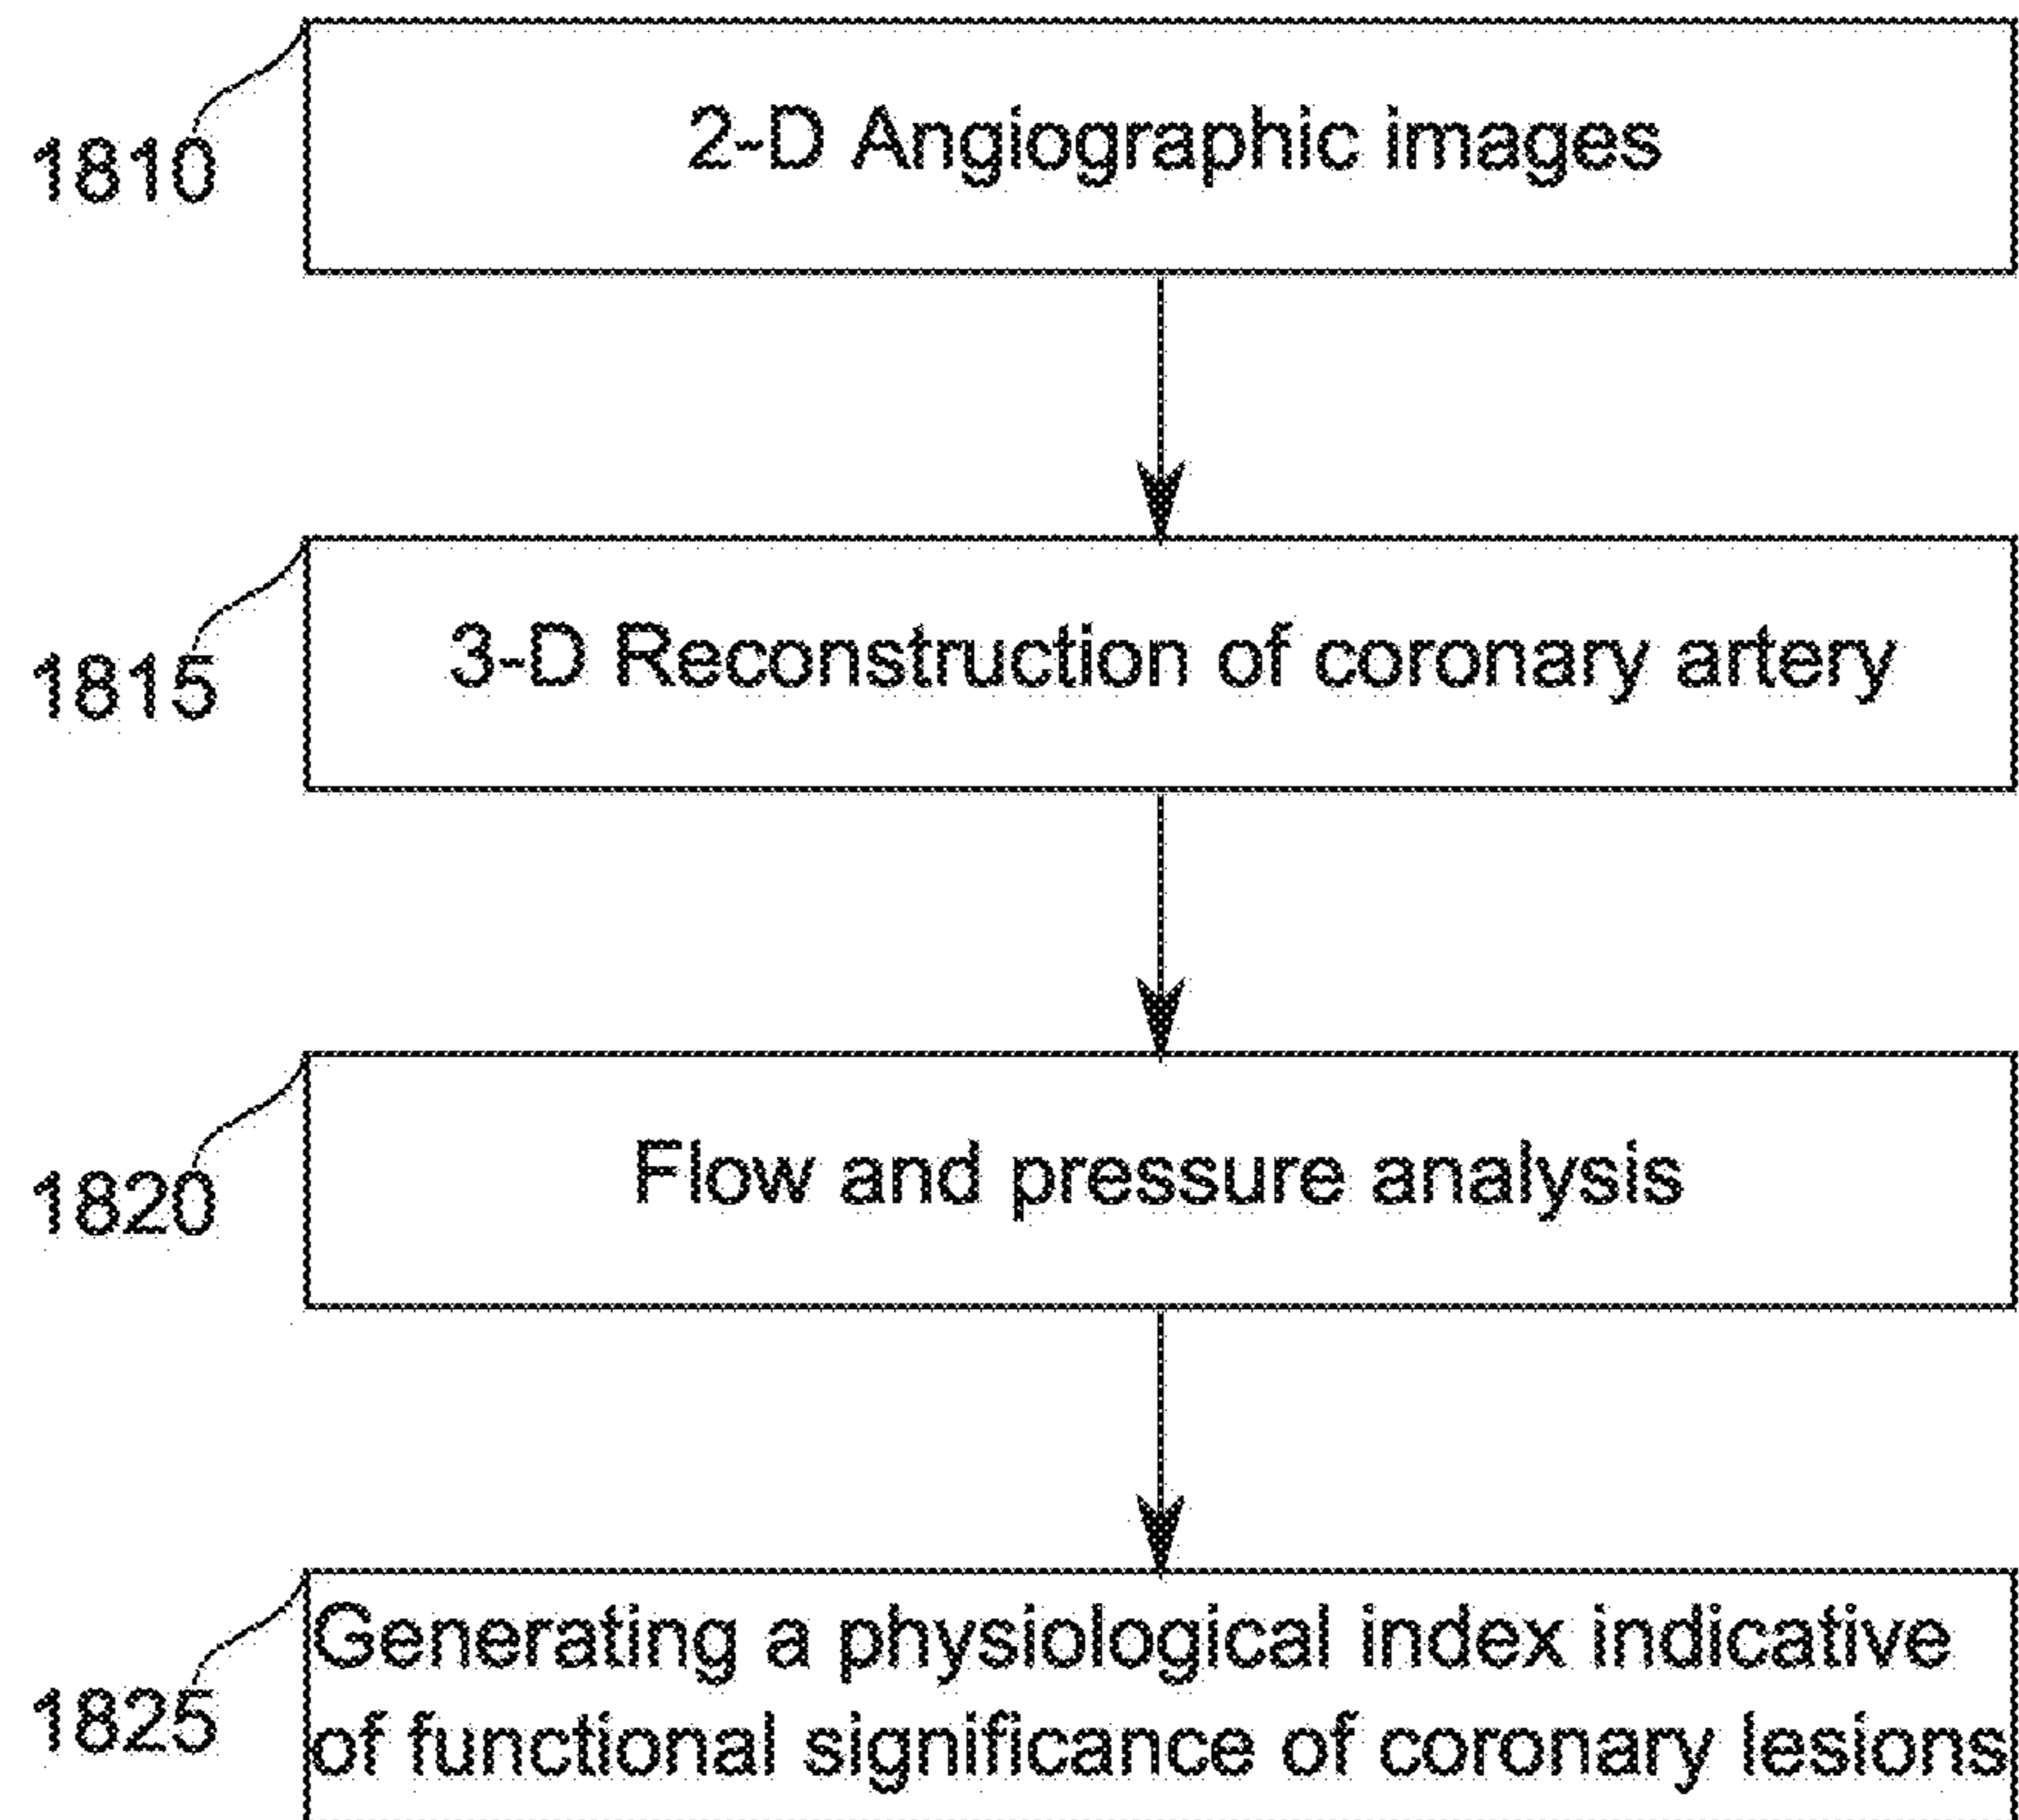 2-D Angiographic images
1810
3-D Reconstruction of coronary artery
1815
Flow and pressure analysis
1820
Generating a physiological index indicative
of functional significance of coronary lesions
1825